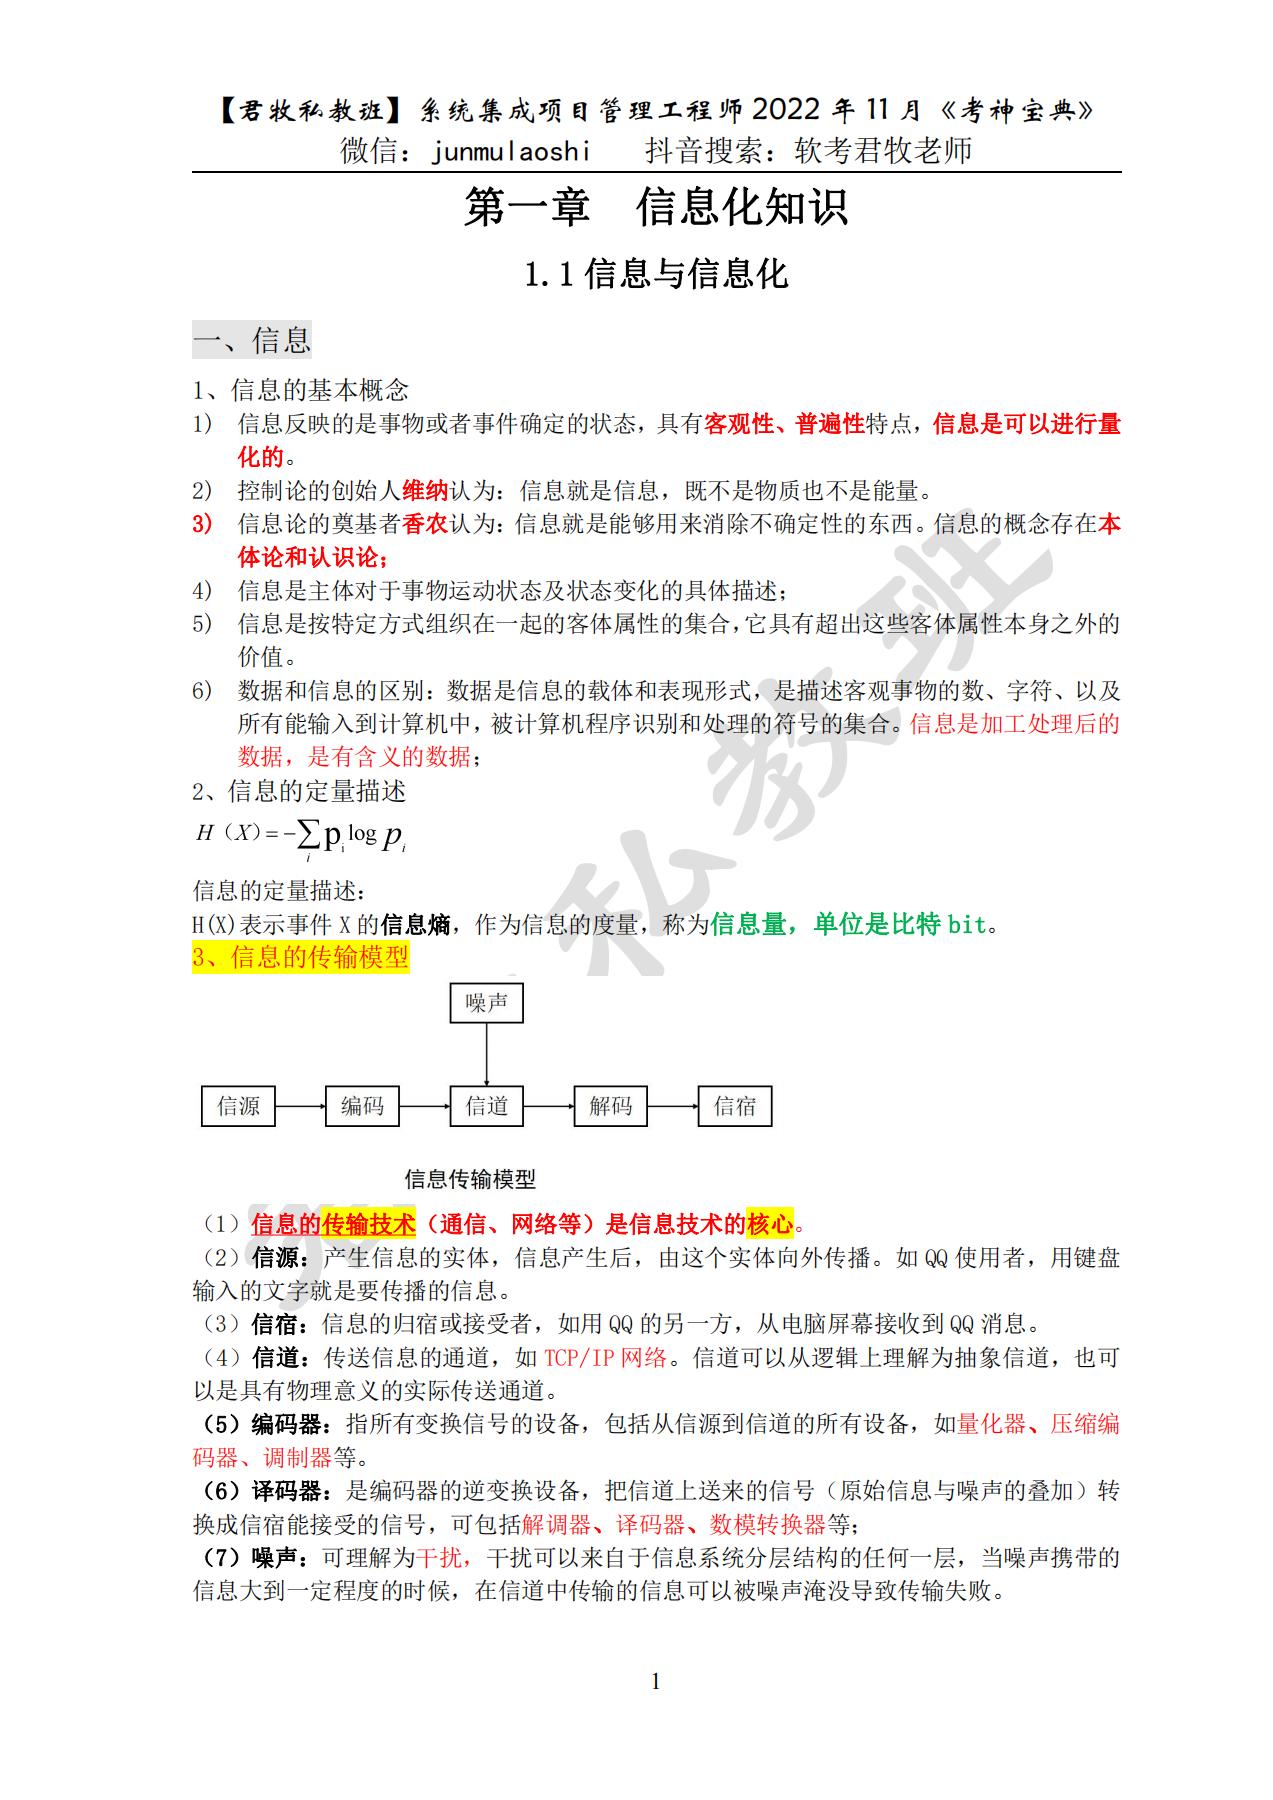 【君牧私教班】系统集成项目管理工程师 2022 年 11 月《考神宝典》
微信：junmulaoshi 抖音搜索：软考君牧老师
第一章 信息化知识
1.1 信息与信息化
一、信息
1、信息的基本概念
1) 信息反映的是事物或者事件确定的状态，具有客观性、普遍性特点，信息是可以进行量
化的。
2) 控制论的创始人维纳认为：信息就是信息，既不是物质也不是能量。
3) 信息论的奠基者香农认为：信息就是能够用来消除不确定性的东西。信息的概念存在本
体论和认识论；
4) 信息是主体对于事物运动状态及状态变化的具体描述；
5) 信息是按特定方式组织在一起的客体属性的集合，它具有超出这些客体属性本身之外的
价值。
6) 数据和信息的区别：数据是信息的载体和表现形式，是描述客观事物的数、字符、以及
所有能输入到计算机中，被计算机程序识别和处理的符号的集合。信息是加工处理后的
数据，是有含义的数据；
2、信息的定量描述
H（X）=−∑i pi log pi
信息的定量描述：
H(X)表示事件 X 的信息熵，作为信息的度量，称为信息量，单位是比特 bit。
3、信息的传输模型
噪声
信源 编码 信道 解码 信宿
信息传输模型
（1）信息的传输技术（通信、网络等）是信息技术的核心。
（2）信源：产生信息的实体，信息产生后，由这个实体向外传播。如 QQ 使用者，用键盘
输入的文字就是要传播的信息。
（3）信宿：信息的归宿或接受者，如用 QQ 的另一方，从电脑屏幕接收到 QQ 消息。
（4）信道：传送信息的通道，如 TCP/IP 网络。信道可以从逻辑上理解为抽象信道，也可
以是具有物理意义的实际传送通道。
（5）编码器：指所有变换信号的设备，包括从信源到信道的所有设备，如量化器、压缩编
码器、调制器等。
（6）译码器：是编码器的逆变换设备，把信道上送来的信号（原始信息与噪声的叠加）转
换成信宿能接受的信号，可包括解调器、译码器、数模转换器等；
（7）噪声：可理解为干扰，干扰可以来自于信息系统分层结构的任何一层，当噪声携带的
信息大到一定程度的时候，在信道中传输的信息可以被噪声淹没导致传输失败。
1
私教班